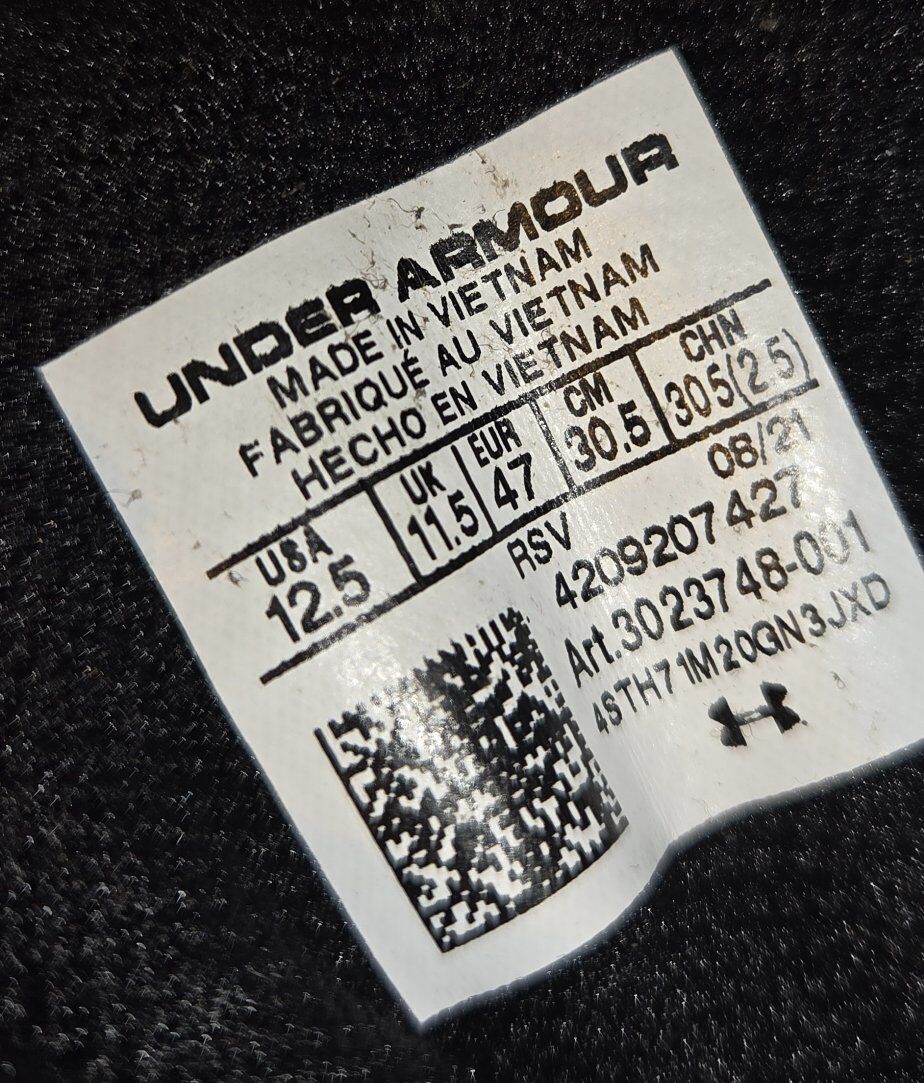 UNDER ARMOUR
MADE IN VIETNAM
FABRIQUÉ AU VIETNAM
HECHO EN VIETNAM
USA UK EUR CM CHN
12.5 11.5 47 30.5 305(2.5)
RSV 08/21
4209207427
Art.3023748-001
4STH71M20GN3JXD